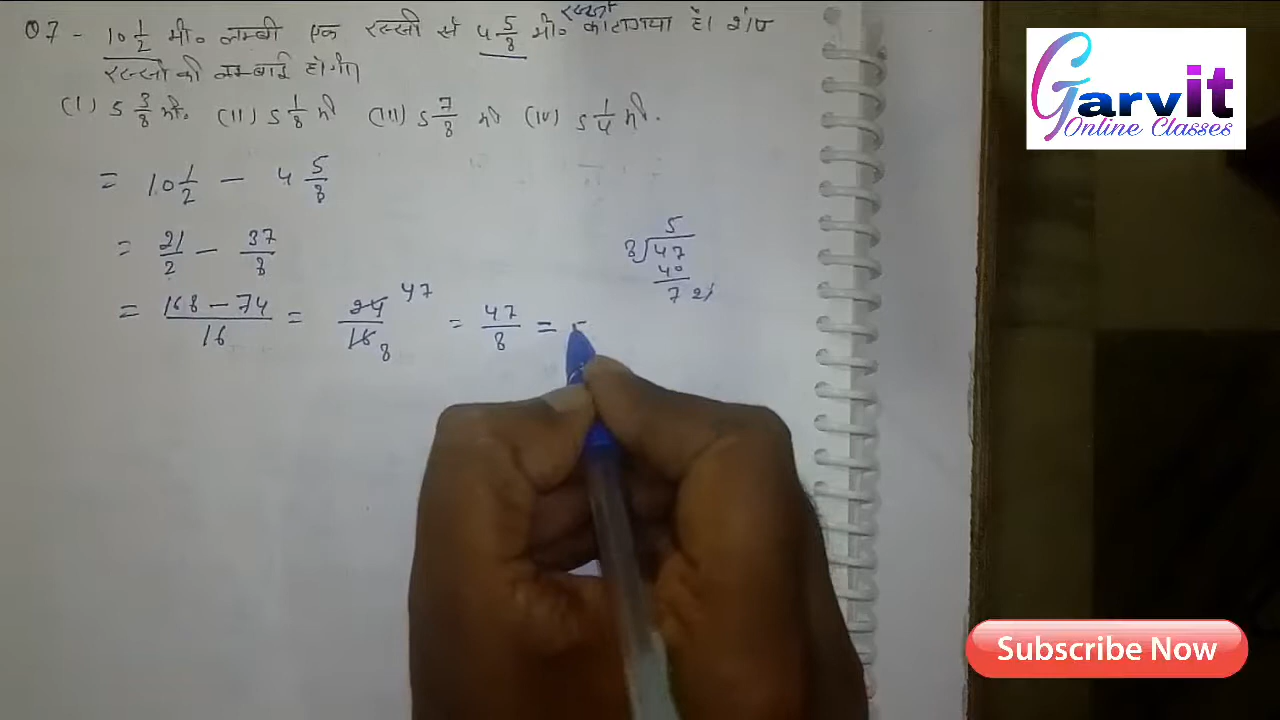 Q7 - 10 1/2 मी० लम्बी एक रस्सी से 4 5/8 मी० रस्सी काटा गया है। शेष
रस्सी की लम्बाई होगी।
(I) 5 3/8 मी० (II) 5 1/8 मी (III) 5 7/8 मी (IV) 5 1/4 मी.
= 10 1/2 - 4 5/8
= 21/2 - 37/8
= 168 - 74 / 16 = 94/16 47 8 = 47/8 =
5
8 47
40
7
Garvit
Online Classes
Subscribe Now